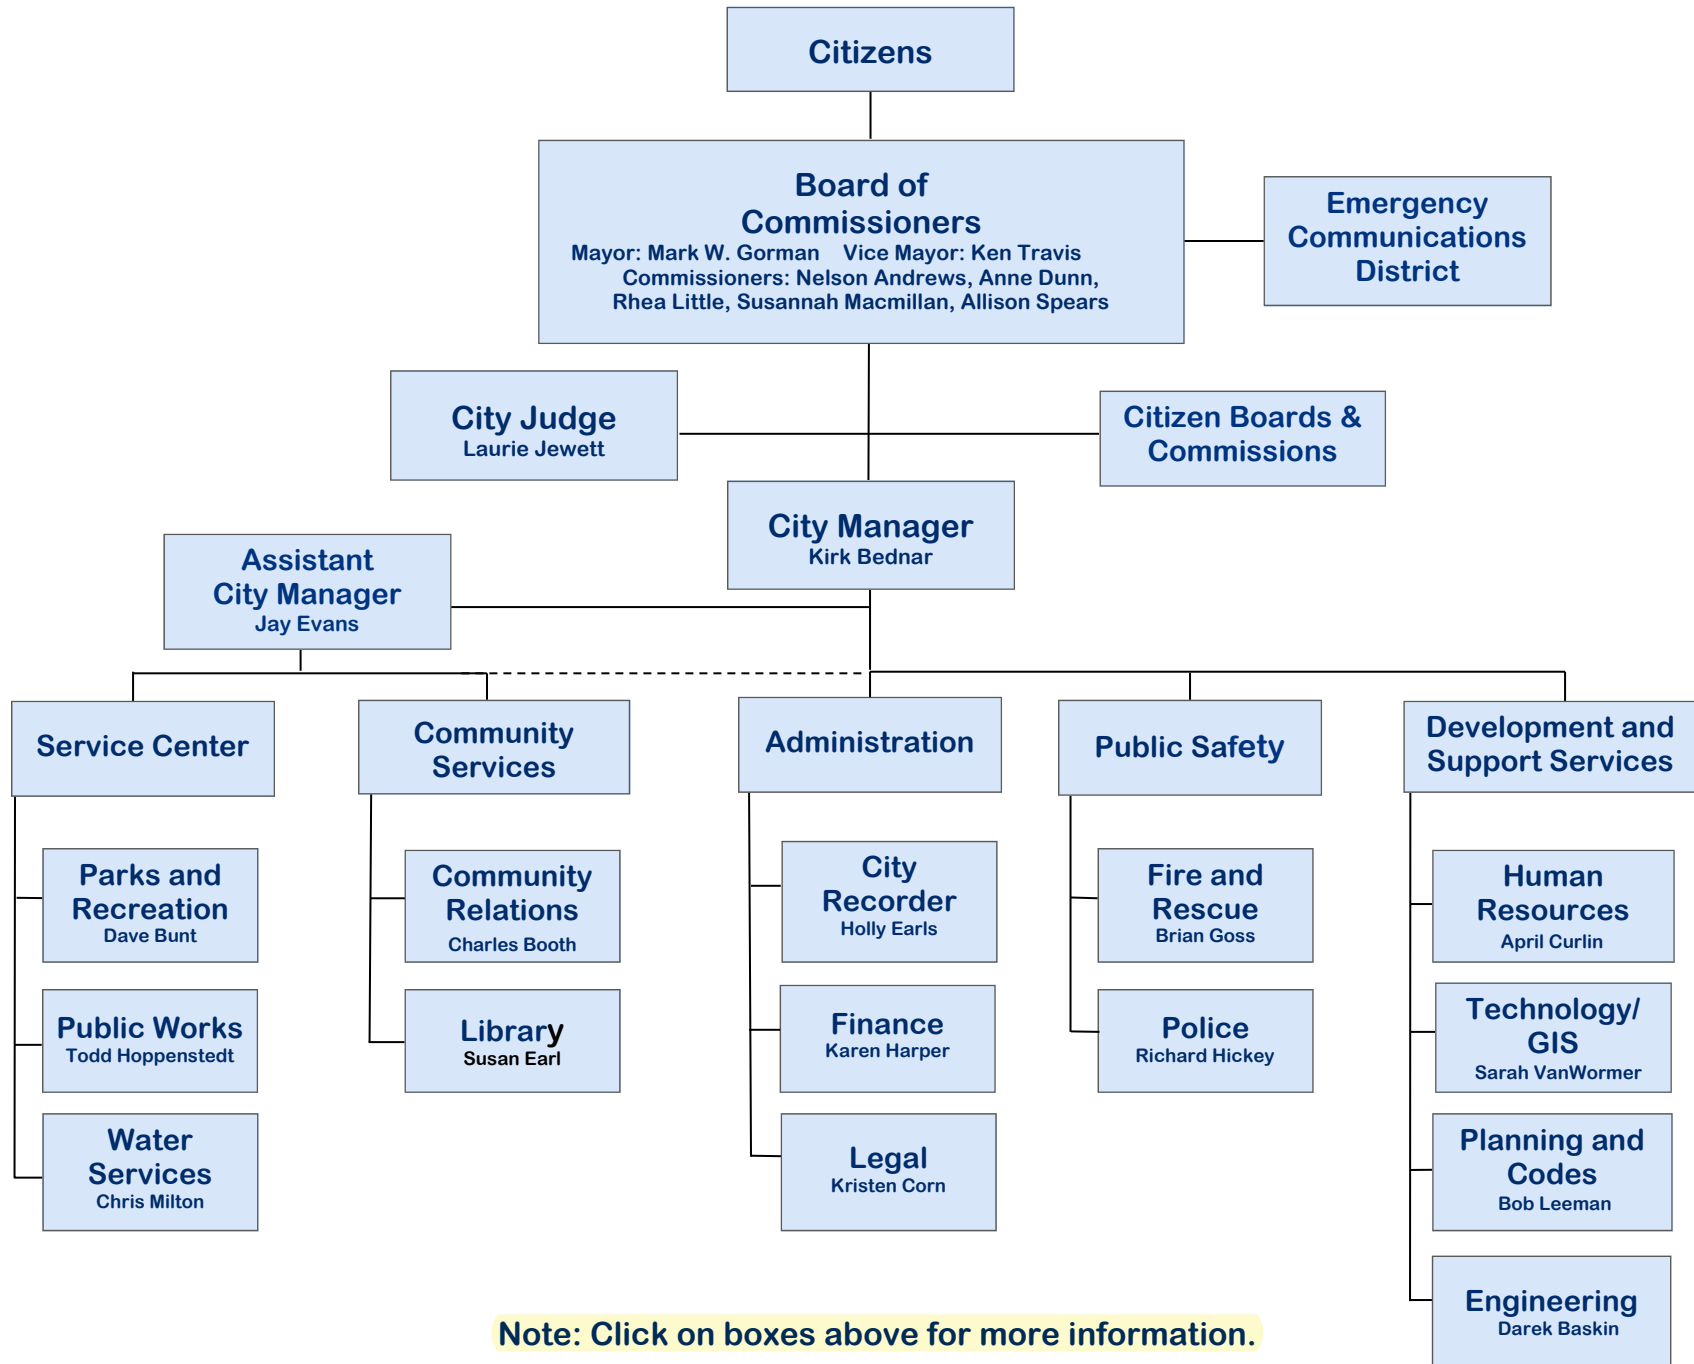 Citizens
Board of
Commissioners
Mayor: Mark W. Gorman Vice Mayor: Ken Travis
Commissioners: Nelson Andrews, Anne Dunn,
Rhea Little, Susannah Macmillan, Allison Spears
Emergency
Communications
District
City Judge
Laurie Jewett
Citizen Boards &
Commissions
City Manager
Kirk Bednar
Assistant
City Manager
Jay Evans
Service Center
Community
Services
Administration
Public Safety
Development and
Support Services
Parks and
Recreation
Dave Bunt
Public Works
Todd Hoppenstedt
Water
Services
Chris Milton
Community
Relations
Charles Booth
Library
Susan Earl
City
Recorder
Holly Earls
Finance
Karen Harper
Legal
Kristen Corn
Fire and
Rescue
Brian Goss
Police
Richard Hickey
Human
Resources
April Curlin
Technology/
GIS
Sarah VanWormer
Planning and
Codes
Bob Leeman
Engineering
Darek Baskin
Note: Click on boxes above for more information.